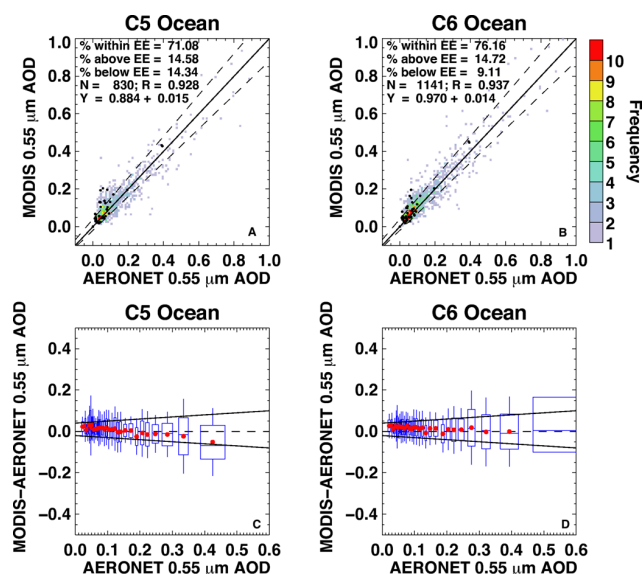 C5 Ocean
C6 Ocean
% within EE = 71.08
% above EE = 14.58
% below EE = 14.34
N = 830; R = 0.928
Y = 0.884 + 0.015
A
MODIS 0.55 μm AOD
1.0
0.8
0.6
0.4
0.2
0.0
0.0 0.2 0.4 0.6 0.8 1.0
AERONET 0.55 μm AOD
% within EE = 76.16
% above EE = 14.72
% below EE = 9.11
N = 1141; R = 0.937
Y = 0.970 + 0.014
B
MODIS 0.55 μm AOD
1.0
0.8
0.6
0.4
0.2
0.0
0.0 0.2 0.4 0.6 0.8 1.0
AERONET 0.55 μm AOD
10
9
8
7
6
5
4
3
2
1
Frequency
C5 Ocean
C6 Ocean
MODIS−AERONET 0.55 μm AOD
0.4
0.2
0.0
−0.2
−0.4
C
0.0 0.1 0.2 0.3 0.4 0.5 0.6
AERONET 0.55 μm AOD
MODIS−AERONET 0.55 μm AOD
0.4
0.2
0.0
−0.2
−0.4
D
0.0 0.1 0.2 0.3 0.4 0.5 0.6
AERONET 0.55 μm AOD